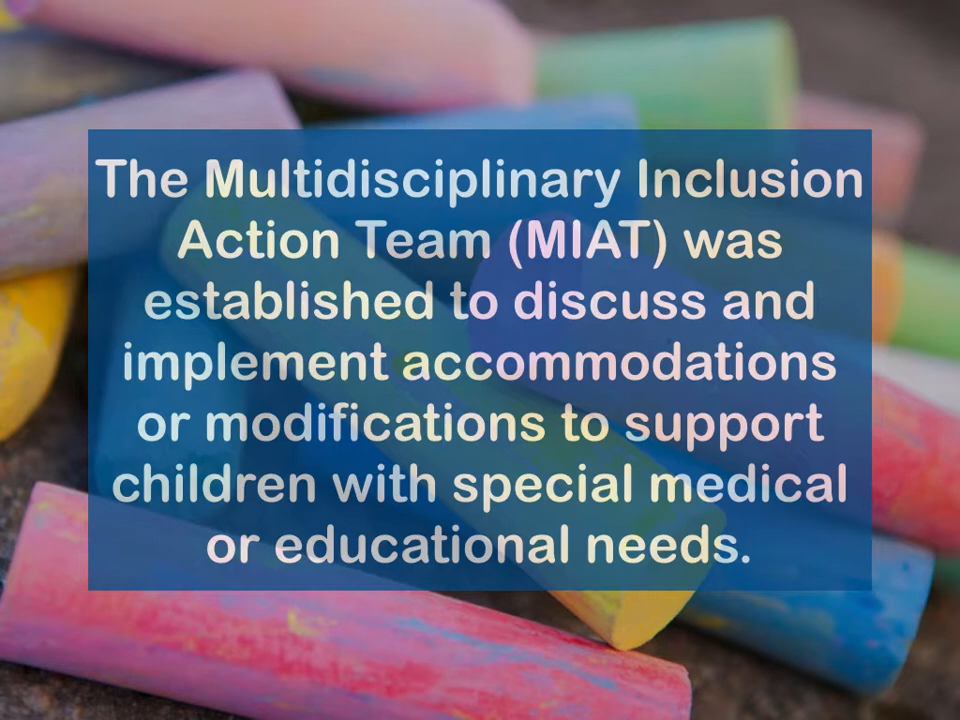 The Multidisciplinary Inclusion
Action Team (MIAT) was
established to discuss and
implement accommodations
or modifications to support
children with special medical
or educational needs.